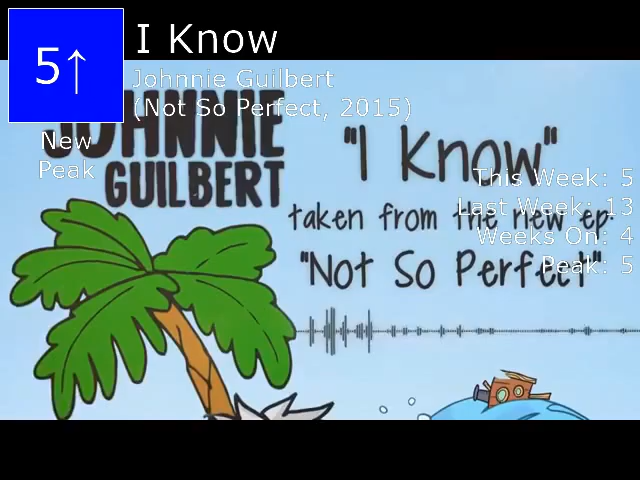 5↑
I Know
Johnnie Guilbert
(Not So Perfect, 2015)
New
Peak
JOHNNIE
GUILBERT
"I Know"
taken from the new ep:
"Not So Perfect"
This Week: 5
Last Week: 13
Weeks On: 4
Peak: 5